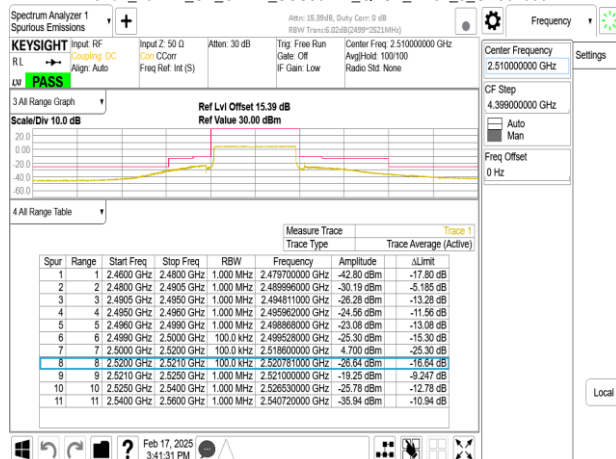 Spectrum Analyzer 1
Spurious Emissions
Attn: 15.39dB, Duty Corr: 0 dB
RBW Trans:6.02dB(2499~2521MHz)
Frequency
KEYSIGHT
Input: RF
Coupling: DC
Align: Auto
Input Z: 50 Ω
Corr CCorr
Freq Ref: Int (S)
Atten: 30 dB
Trig: Free Run
Gate: Off
IF Gain: Low
Center Freq: 2.510000000 GHz
Avg|Hold: 100/100
Radio Std: None
RL
LXI
PASS
Center Frequency
2.510000000 GHz
Settings
CF Step
4.399000000 GHz
Auto
Man
Freq Offset
0 Hz
3 All Range Graph
Scale/Div 10.0 dB
Ref Lvl Offset 15.39 dB
Ref Value 30.00 dBm
20.0
0.00
-20.0
-40.0
-60.0
4 All Range Table
Measure Trace Trace 1
Trace Type Trace Average (Active)
Spur Range Start Freq Stop Freq RBW Frequency Amplitude ΔLimit
1 1 2.4600 GHz 2.4800 GHz 1.000 MHz 2.479700000 GHz -42.80 dBm -17.80 dB
2 2 2.4800 GHz 2.4905 GHz 1.000 MHz 2.489996000 GHz -30.19 dBm -5.185 dB
3 3 2.4905 GHz 2.4950 GHz 1.000 MHz 2.494811000 GHz -26.28 dBm -13.28 dB
4 4 2.4950 GHz 2.4960 GHz 1.000 MHz 2.495962000 GHz -24.56 dBm -11.56 dB
5 5 2.4960 GHz 2.4990 GHz 1.000 MHz 2.498868000 GHz -23.08 dBm -13.08 dB
6 6 2.4990 GHz 2.5000 GHz 100.0 kHz 2.499528000 GHz -25.30 dBm -15.30 dB
7 7 2.5000 GHz 2.5200 GHz 100.0 kHz 2.518600000 GHz 4.700 dBm -25.30 dB
8 8 2.5200 GHz 2.5210 GHz 100.0 kHz 2.520781000 GHz -26.64 dBm -16.64 dB
9 9 2.5210 GHz 2.5250 GHz 1.000 MHz 2.521000000 GHz -19.25 dBm -9.247 dB
10 10 2.5250 GHz 2.5400 GHz 1.000 MHz 2.526530000 GHz -25.78 dBm -12.78 dB
11 11 2.5400 GHz 2.5600 GHz 1.000 MHz 2.540720000 GHz -35.94 dBm -10.94 dB
Local
Feb 17, 2025
3:41:31 PM